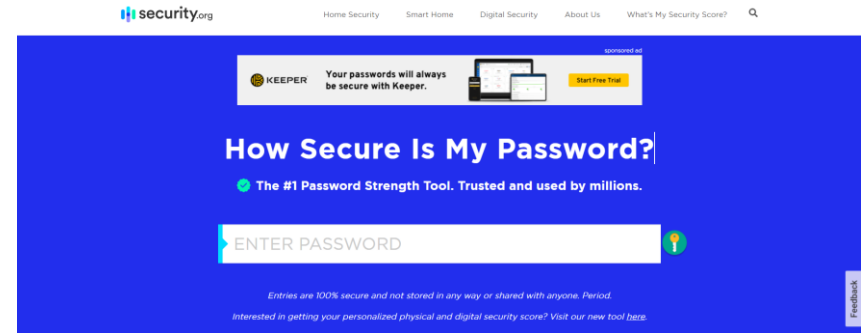 security.org
Home Security Smart Home Digital Security About Us What's My Security Score?
sponsored ad
KEEPER
Your passwords will always
be secure with Keeper.
Start Free Trial
How Secure Is My Password?
The #1 Password Strength Tool. Trusted and used by millions.
ENTER PASSWORD
Entries are 100% secure and not stored in any way or shared with anyone. Period.
Interested in getting your personalized physical and digital security score? Visit our new tool here.
Feedback